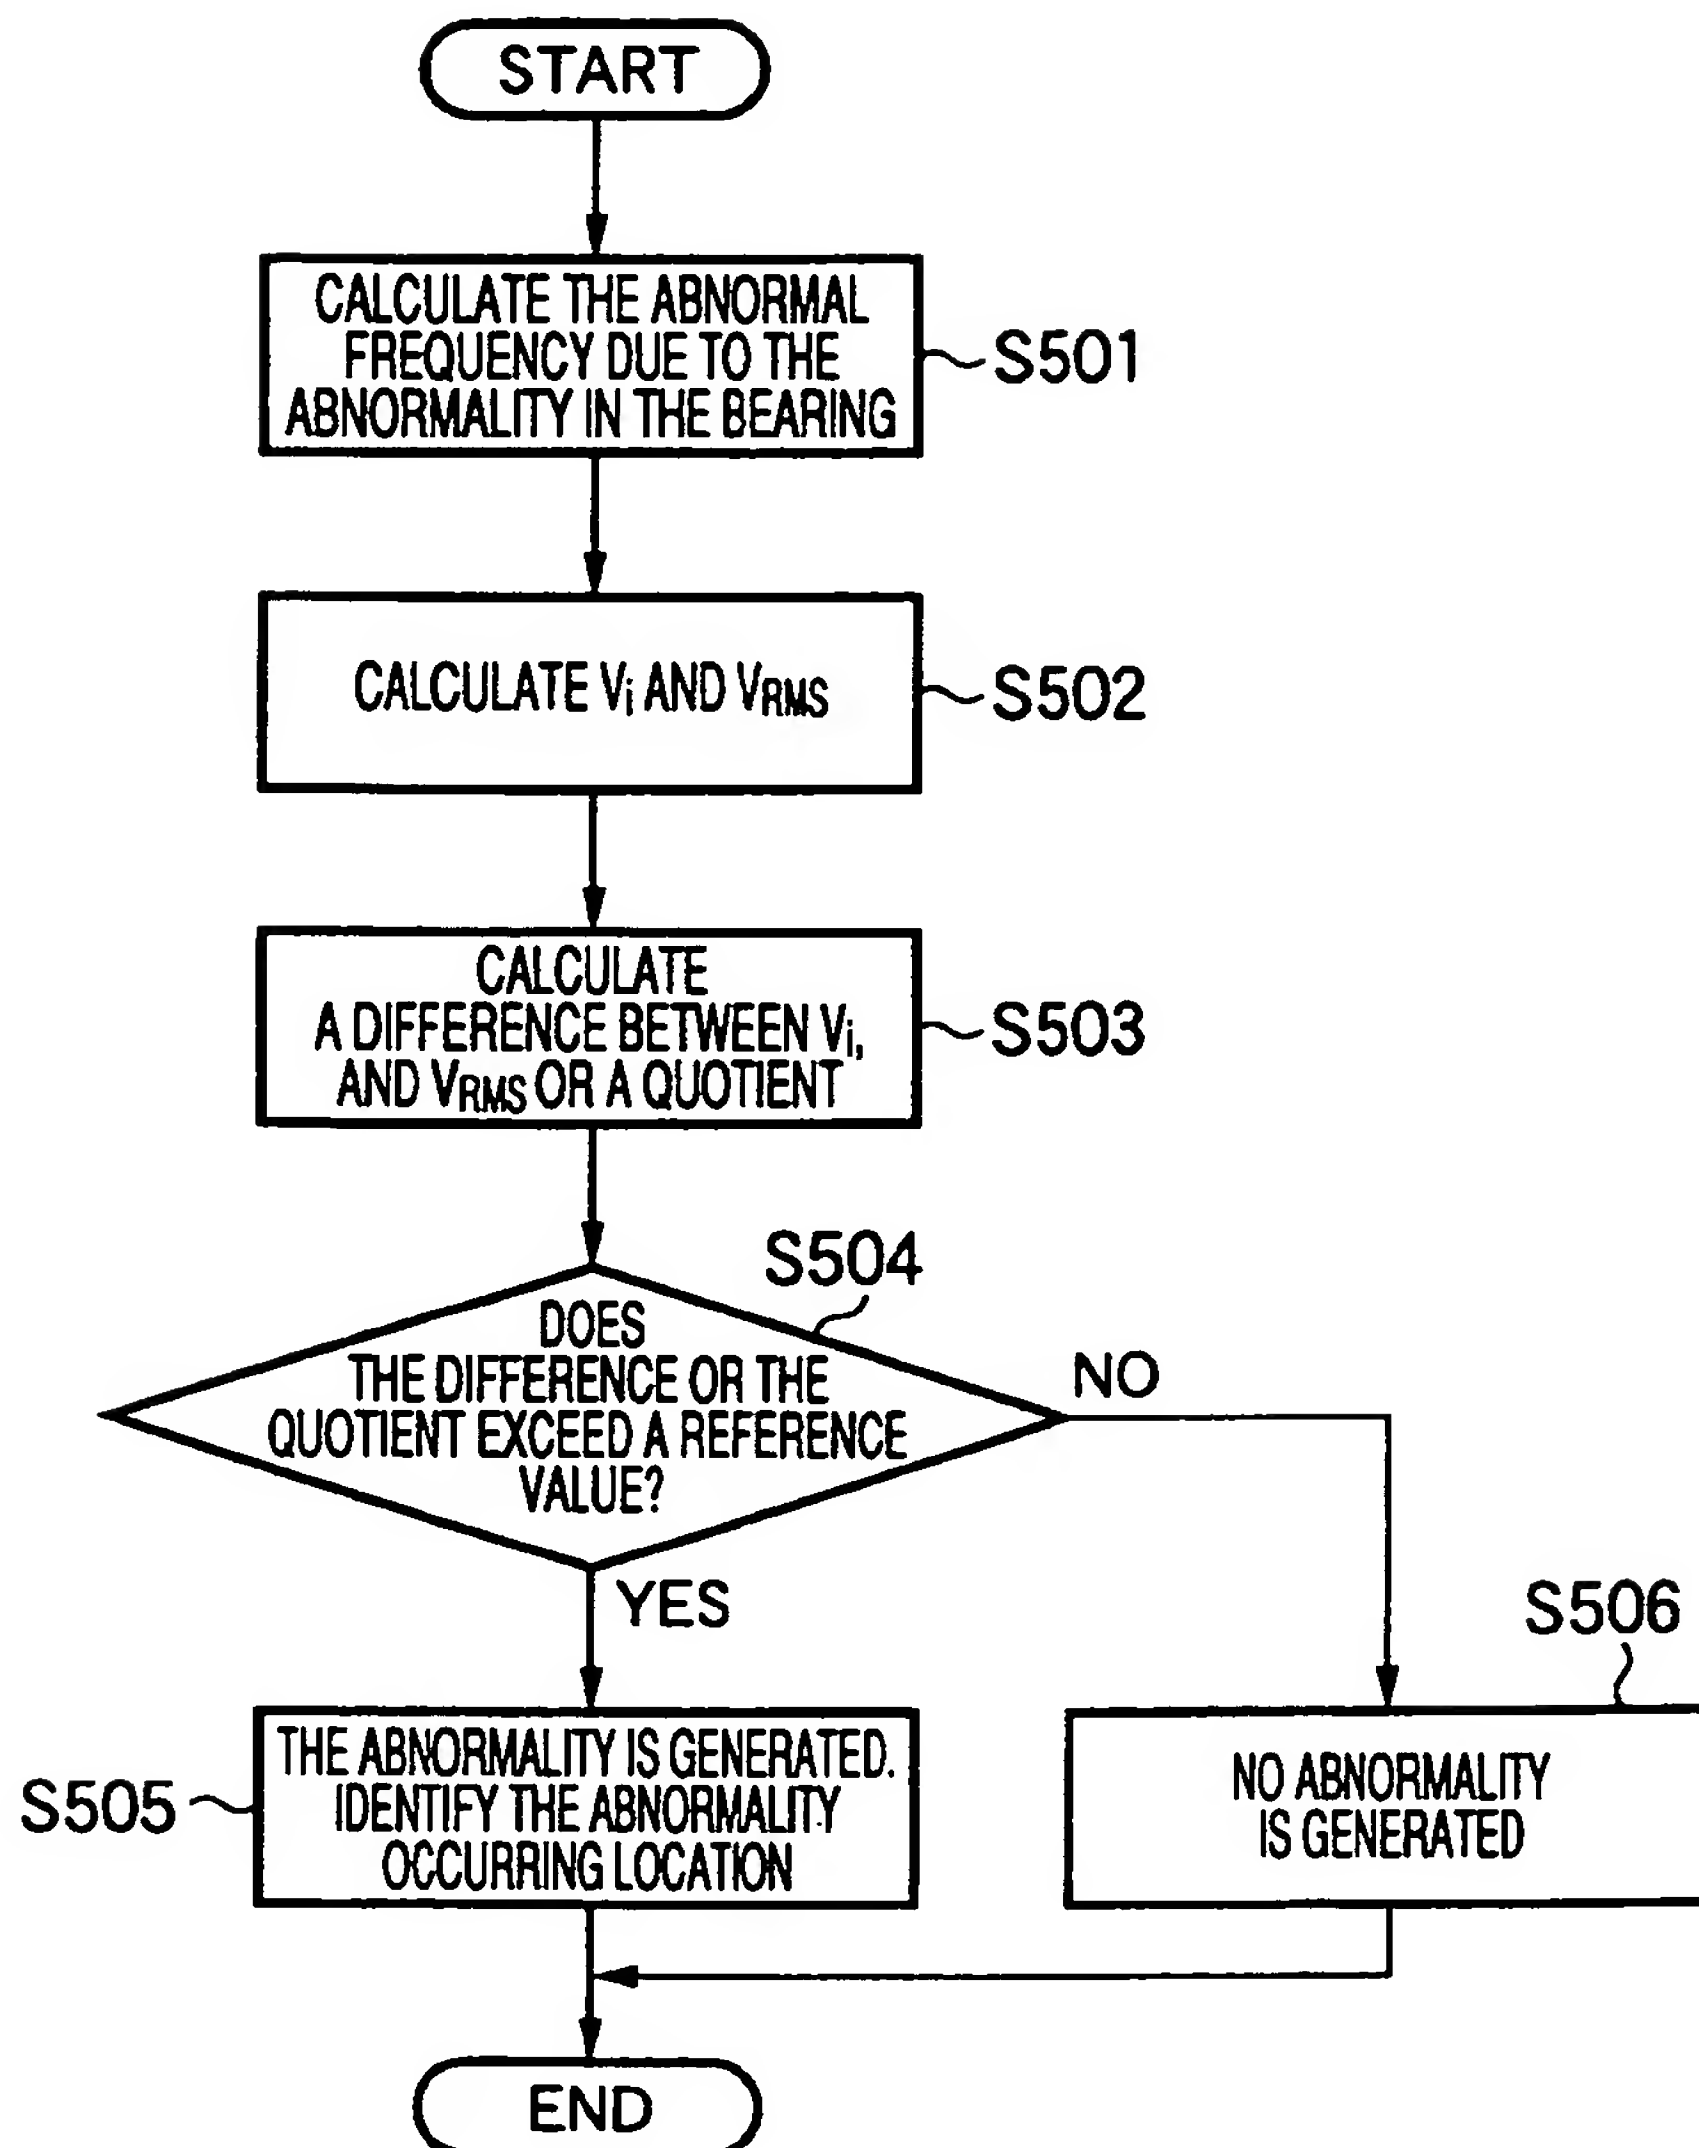 START
CALCULATE THE ABNORMAL
FREQUENCY DUE TO THE
ABNORMALITY IN THE BEARING
S501
CALCULATE Vi AND VRMS
S502
CALCULATE
A DIFFERENCE BETWEEN Vi,
AND VRMS OR A QUOTIENT
S503
S504
DOES
THE DIFFERENCE OR THE
QUOTIENT EXCEED A REFERENCE
VALUE?
NO
YES
S506
S505
THE ABNORMALITY IS GENERATED.
IDENTIFY THE ABNORMALITY
OCCURRING LOCATION
NO ABNORMALITY
IS GENERATED
END